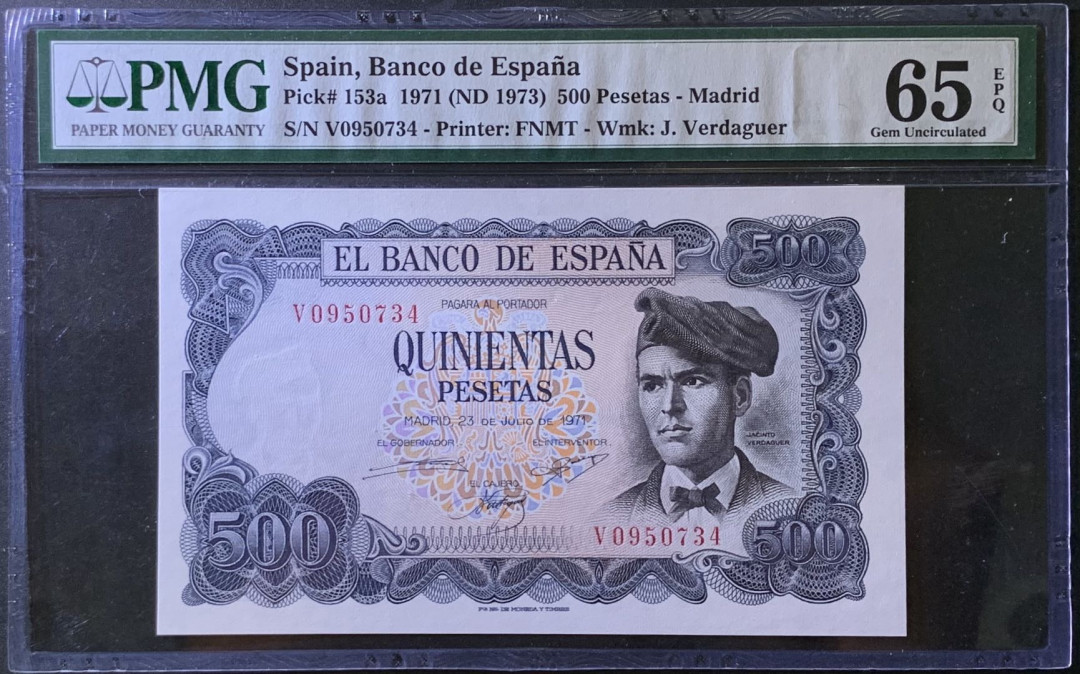 PMG
PAPER MONEY GUARANTY
Spain, Banco de España
Pick# 153a 1971 (ND 1973) 500 Pesetas - Madrid
S/N V0950734 - Printer: FNMT - Wmk: J. Verdaguer
65
EPQ
Gem Uncirculated
EL BANCO DE ESPAÑA
500
V0950734
PAGARA AL PORTADOR
QUINIENTAS
PESETAS
MADRID, 23 DE JULIO DE 1971
EL GOBERNADOR
EL INTERVENTOR
EL CAJERO
JACINTO
VERDAGUER
500
V0950734
500